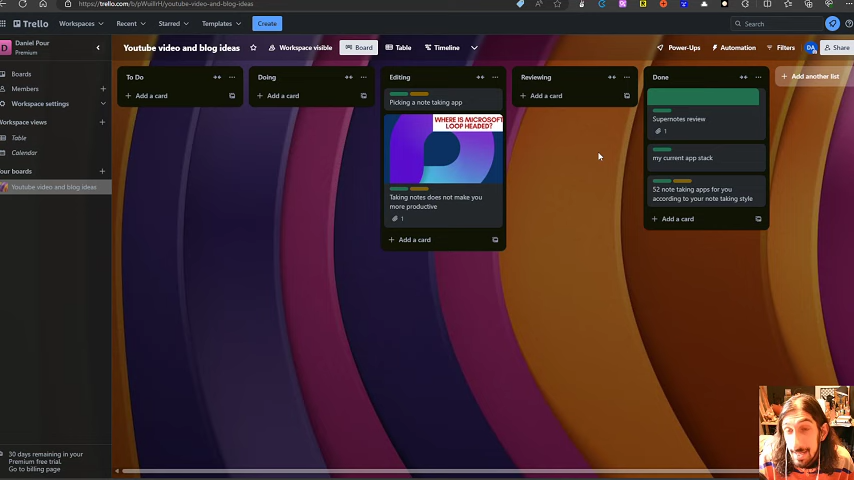 https://trello.com/b/pWuillrH/youtube-video-and-blog-ideas
Trello
Workspaces
Recent
Starred
Templates
Create
Search
Daniel Pour
Premium
Youtube video and blog ideas
Workspace visible
Board
Table
Timeline
Power-Ups
Automation
Filters
DA
Share
Boards
Members
Workspace settings
Workspace views
Table
Calendar
Your boards
Youtube video and blog ideas
To Do
Add a card
Doing
Add a card
Editing
Picking a note taking app
WHERE IS MICROSOFT
LOOP HEADED?
Taking notes does not make you
more productive
1
Add a card
Reviewing
Add a card
Done
Supernotes review
1
my current app stack
52 note taking apps for you
according to your note taking style
Add a card
Add another list
30 days remaining in your
Premium free trial.
Go to billing page